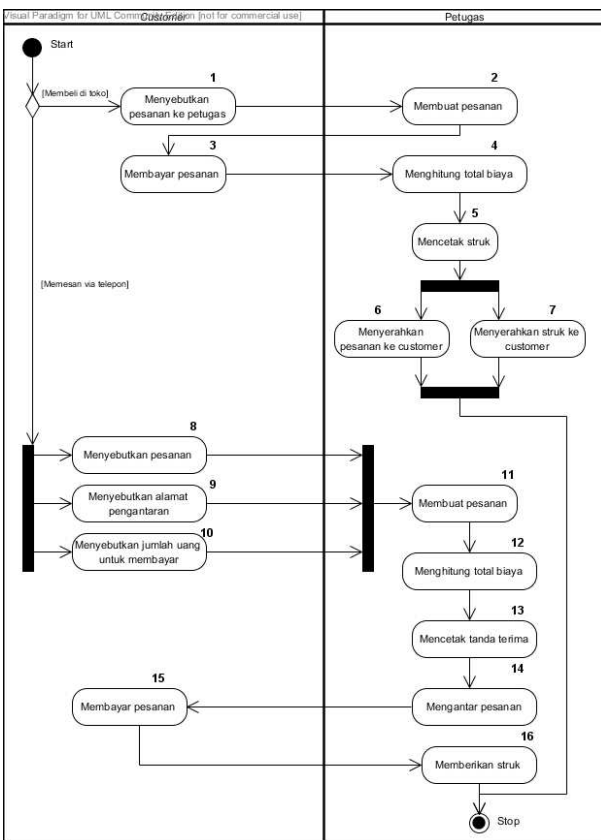 Visual Paradigm for UML Community Edition [not for commercial use]
Customer
Petugas
Start
[Membeli di toko]
1
Menyebutkan
pesanan ke petugas
2
Membuat pesanan
3
Membayar pesanan
4
Menghitung total biaya
5
Mencetak struk
[Memesan via telepon]
6
Menyerahkan
pesanan ke customer
7
Menyerahkan struk ke
customer
8
Menyebutkan pesanan
9
Menyebutkan alamat
pengantaran
10
Menyebutkan jumlah uang
untuk membayar
11
Membuat pesanan
12
Menghitung total biaya
13
Mencetak tanda terima
14
Mengantar pesanan
15
Membayar pesanan
16
Memberikan struk
Stop